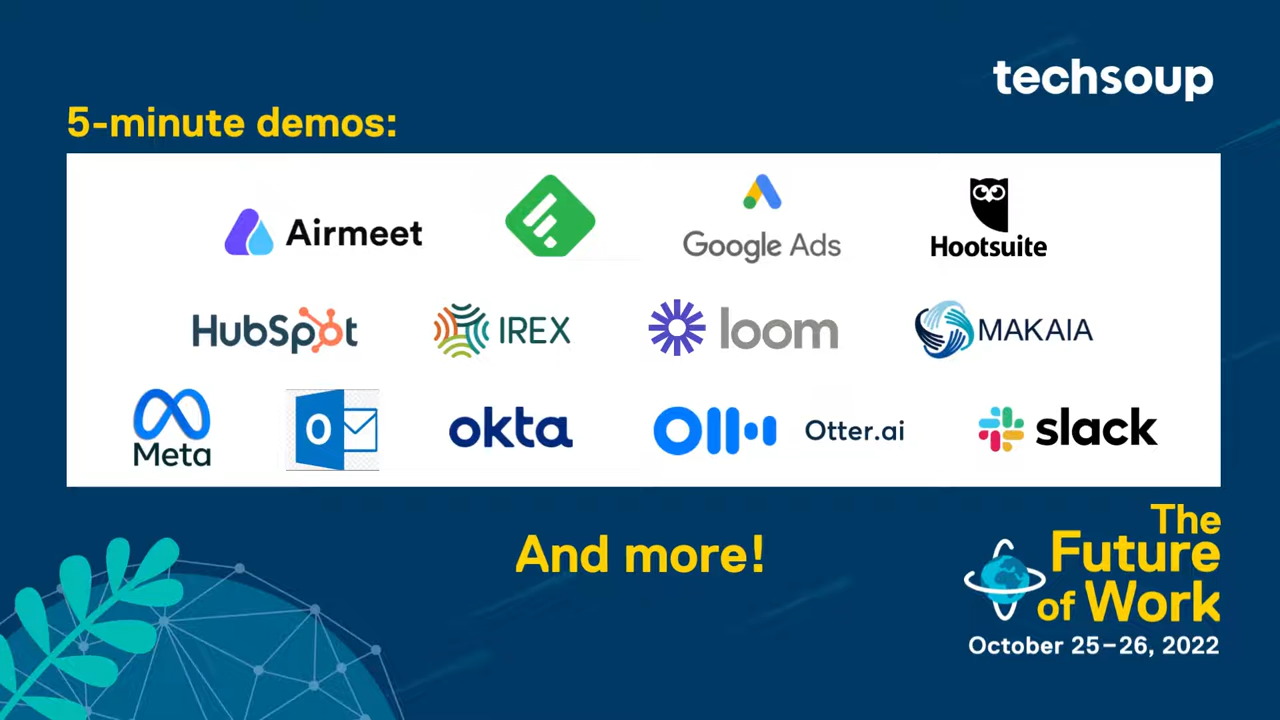 techsoup
5-minute demos:
Airmeet
Google Ads
Hootsuite
HubSpot
IREX
loom
MAKAIA
Meta
O
okta
Otter.ai
slack
And more!
The
Future
of Work
October 25–26, 2022